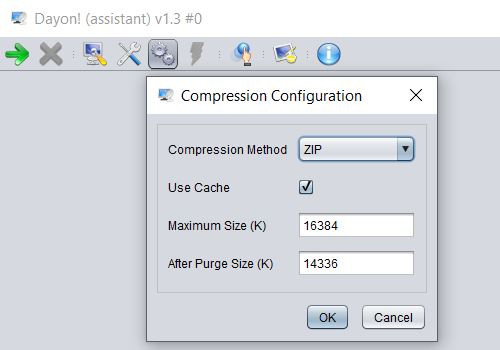 Dayon! (assistant) v1.3 #0
Compression Configuration
Compression Method ZIP
Use Cache
Maximum Size (K) 16384
After Purge Size (K) 14336
OK Cancel